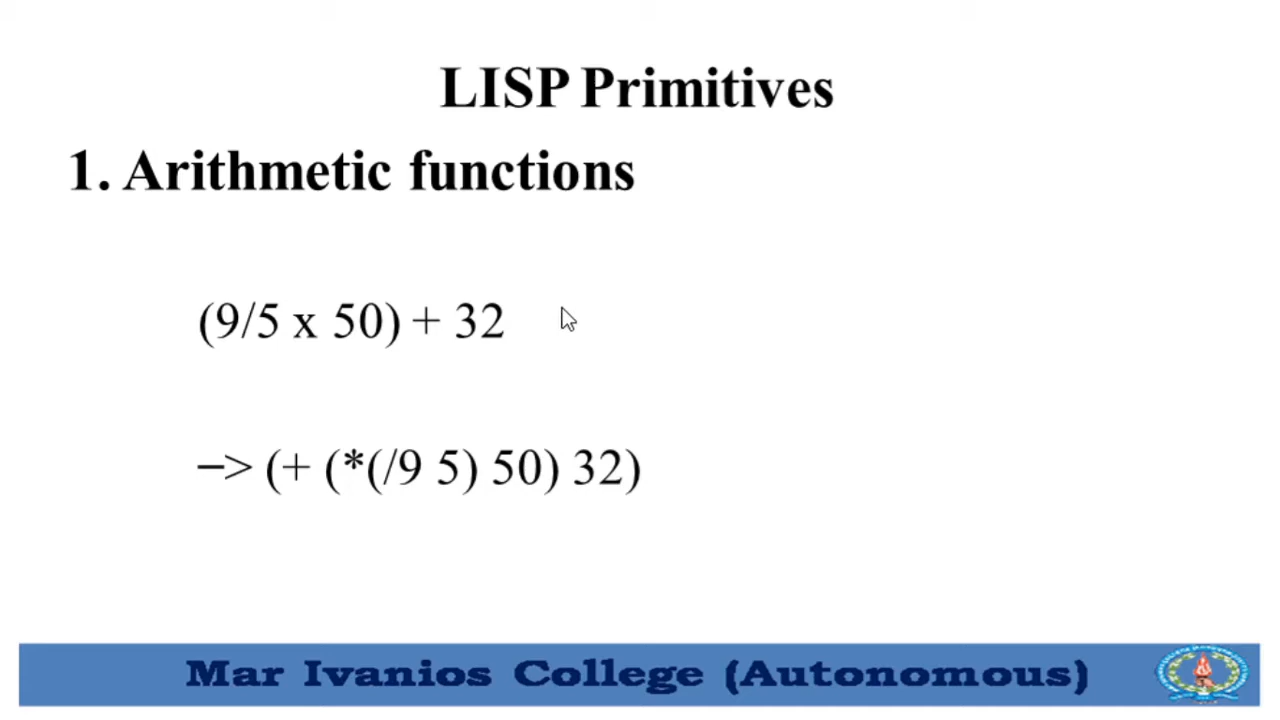 LISP Primitives
1. Arithmetic functions
(9/5 x 50) + 32
–> (+ (*(/9 5) 50) 32)
Mar Ivanios College (Autonomous)